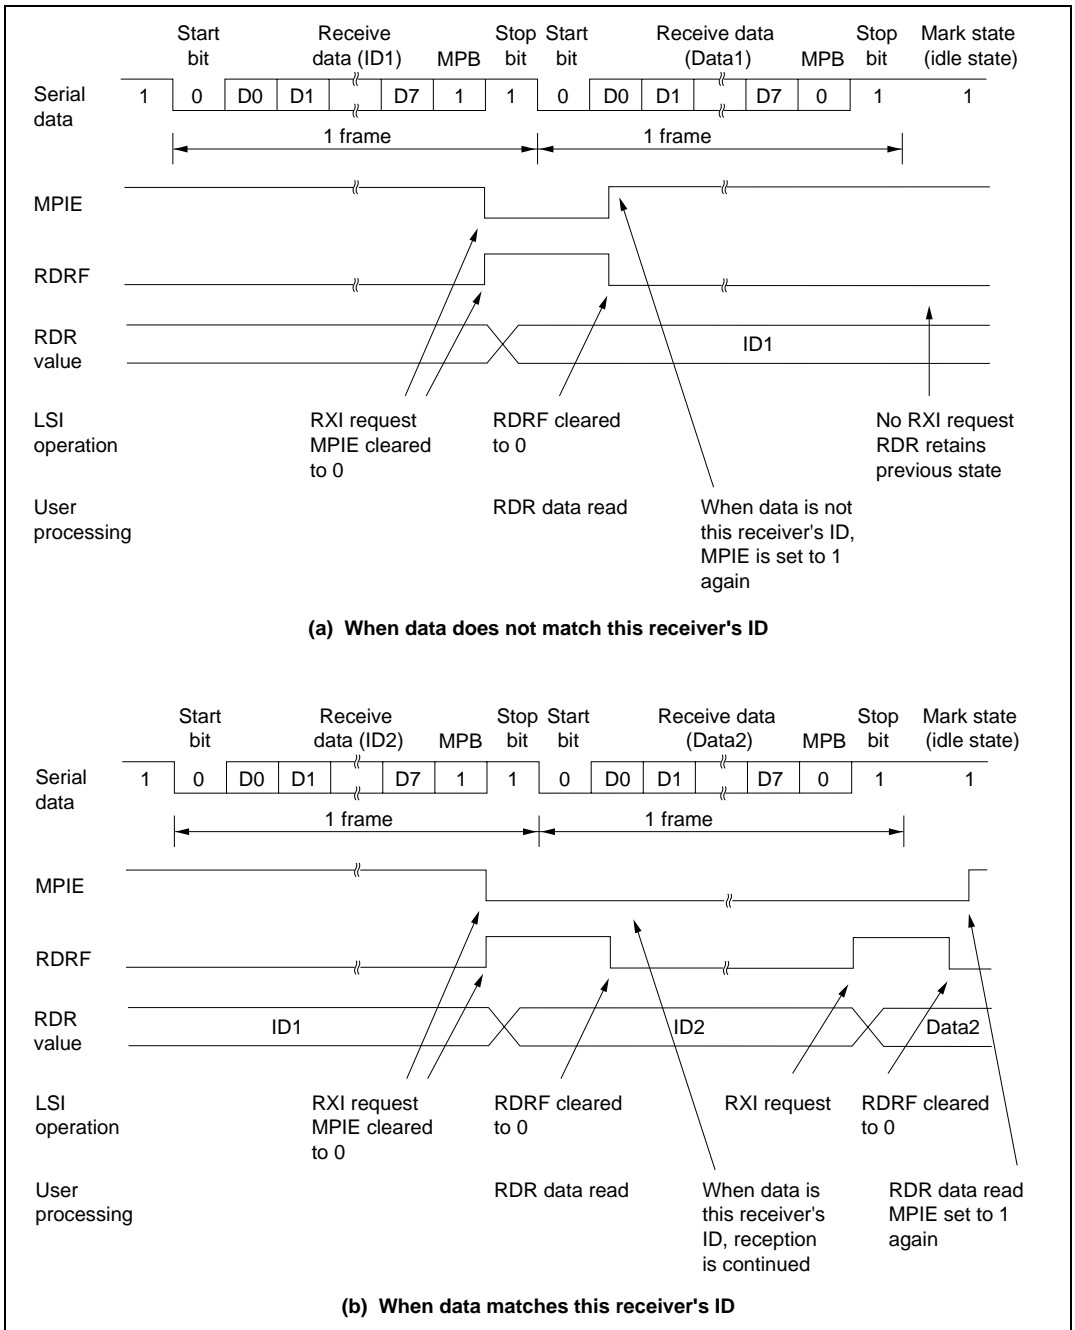 Start Receive Stop Start Receive data Stop Mark state
bit data (ID1) MPB bit bit (Data1) MPB bit (idle state)
Serial data 1 0 D0 D1 D7 1 1 0 D0 D1 D7 0 1 1
1 frame 1 frame
MPIE
RDRF
RDR value
ID1
LSI operation
RXI request
MPIE cleared
to 0
RDRF cleared
to 0
No RXI request
RDR retains
previous state
User processing
RDR data read
When data is not
this receiver's ID,
MPIE is set to 1
again
(a) When data does not match this receiver's ID
Start Receive Stop Start Receive data Stop Mark state
bit data (ID2) MPB bit bit (Data2) MPB bit (idle state)
Serial data 1 0 D0 D1 D7 1 1 0 D0 D1 D7 0 1 1
1 frame 1 frame
MPIE
RDRF
RDR value
ID1 ID2 Data2
LSI operation
RXI request
MPIE cleared
to 0
RDRF cleared
to 0
RXI request
RDRF cleared
to 0
User processing
RDR data read
When data is
this receiver's
ID, reception
is continued
RDR data read
MPIE set to 1
again
(b) When data matches this receiver's ID